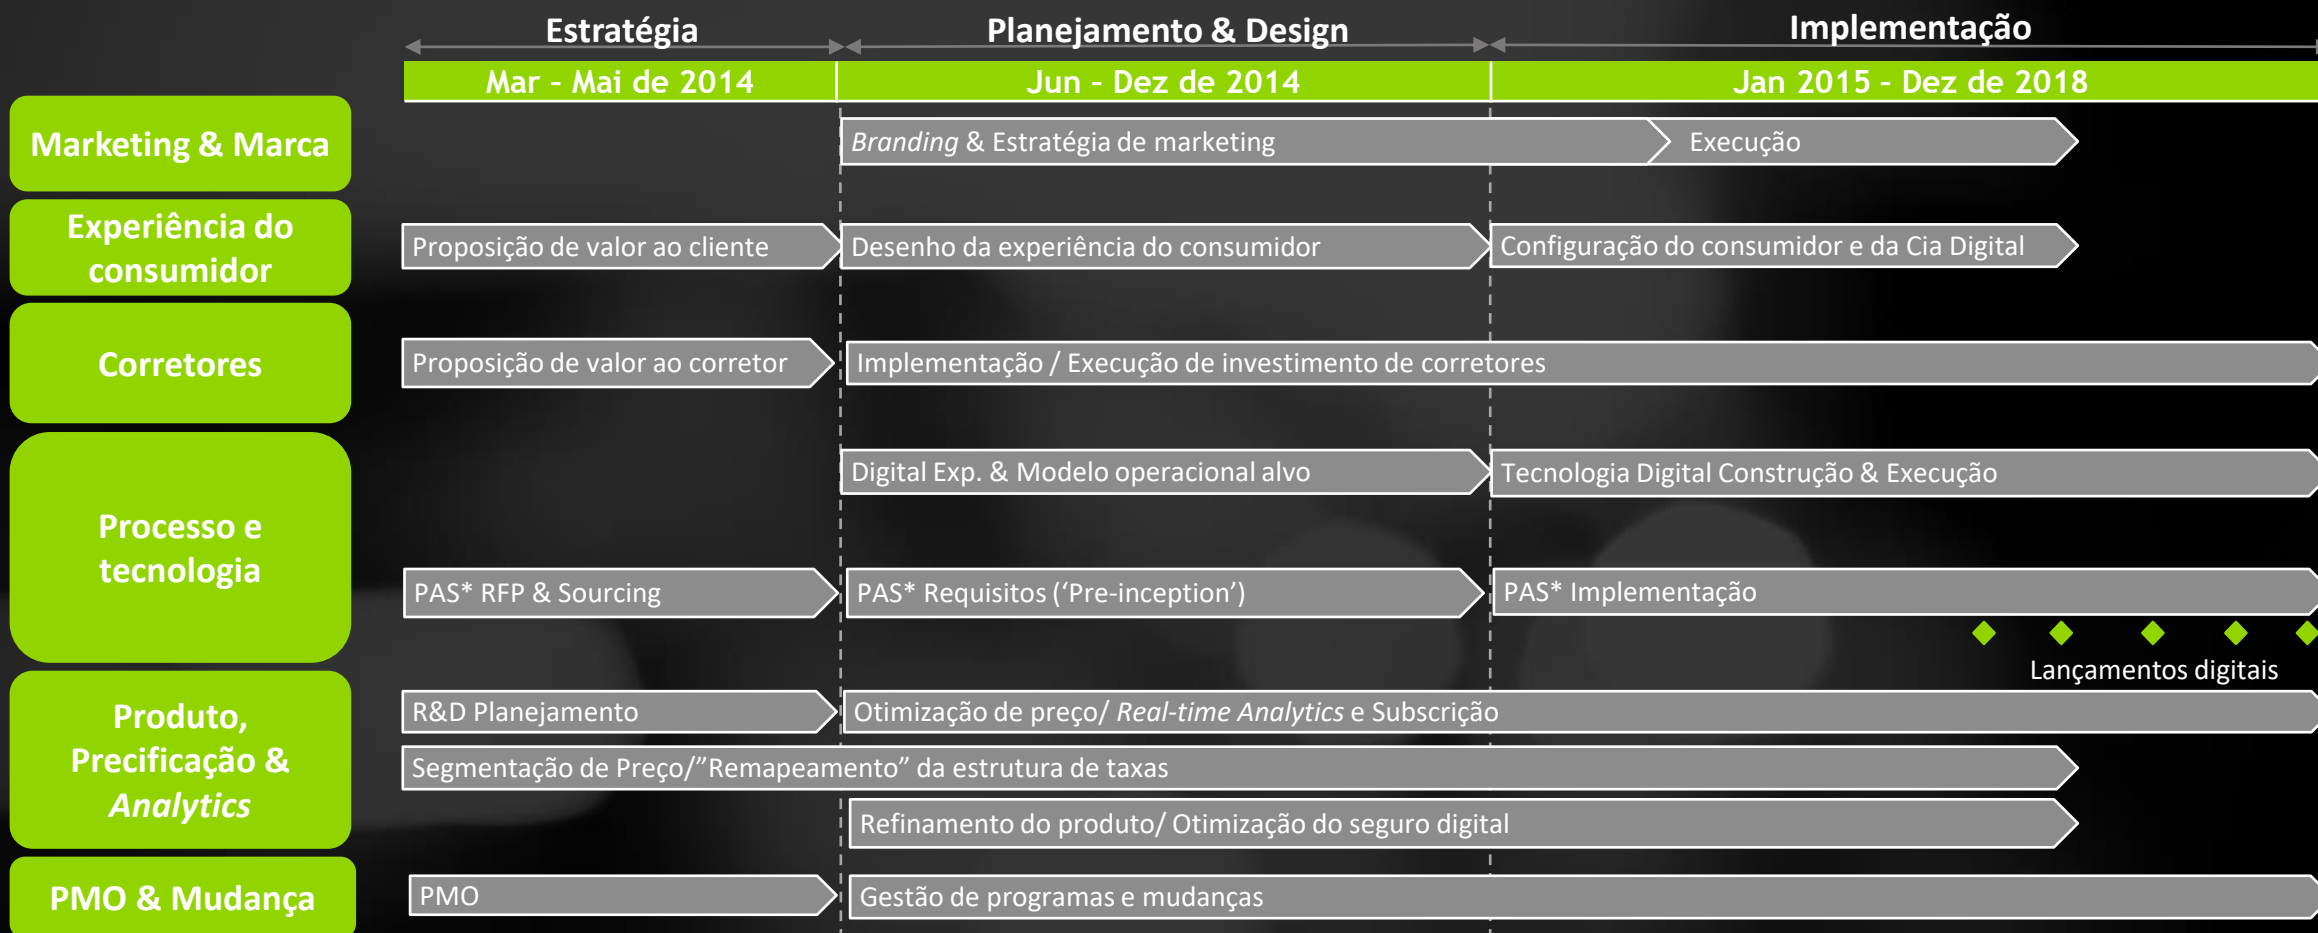 Estratégia
Planejamento & Design
Implementação
Mar - Mai de 2014
Jun - Dez de 2014
Jan 2015 - Dez de 2018
Marketing & Marca
Branding & Estratégia de marketing
Execução
Experiência do
consumidor
Proposição de valor ao cliente
Desenho da experiência do consumidor
Configuração do consumidor e da Cia Digital
Corretores
Proposição de valor ao corretor
Implementação / Execução de investimento de corretores
Processo e
tecnologia
Digital Exp. & Modelo operacional alvo
Tecnologia Digital Construção & Execução
PAS* RFP & Sourcing
PAS* Requisitos (‘Pre-inception’)
PAS* Implementação
Lançamentos digitais
Produto,
Precificação &
Analytics
R&D Planejamento
Otimização de preço/ Real-time Analytics e Subscrição
Segmentação de Preço/”Remapeamento” da estrutura de taxas
Refinamento do produto/ Otimização do seguro digital
PMO & Mudança
PMO
Gestão de programas e mudanças